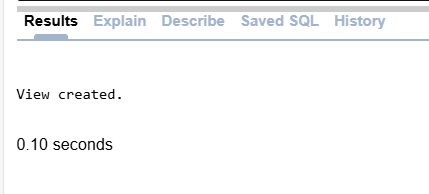 Results Explain Describe Saved SQL History
View created.
0.10 seconds